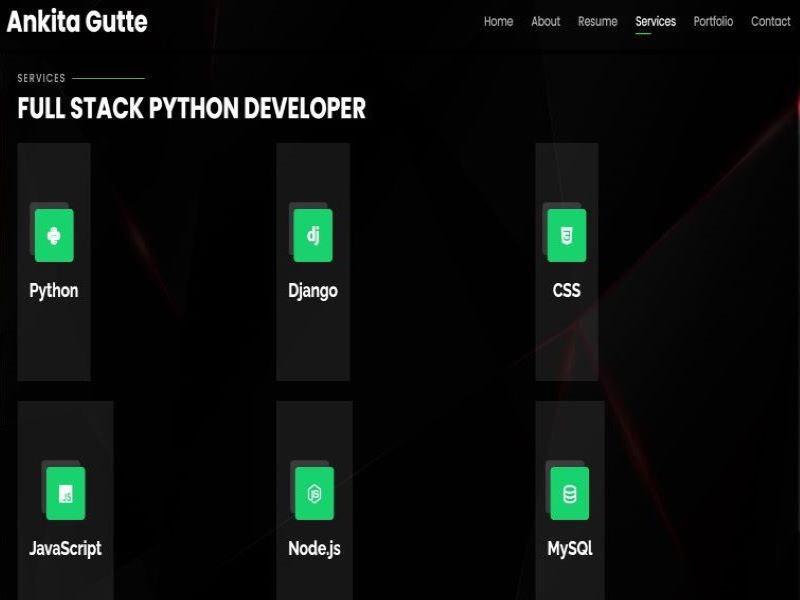 Ankita Gutte
Home About Resume Services Portfolio Contact
SERVICES
FULL STACK PYTHON DEVELOPER
dj
Python Django CSS
JS JS
JavaScript Node.js MySQl